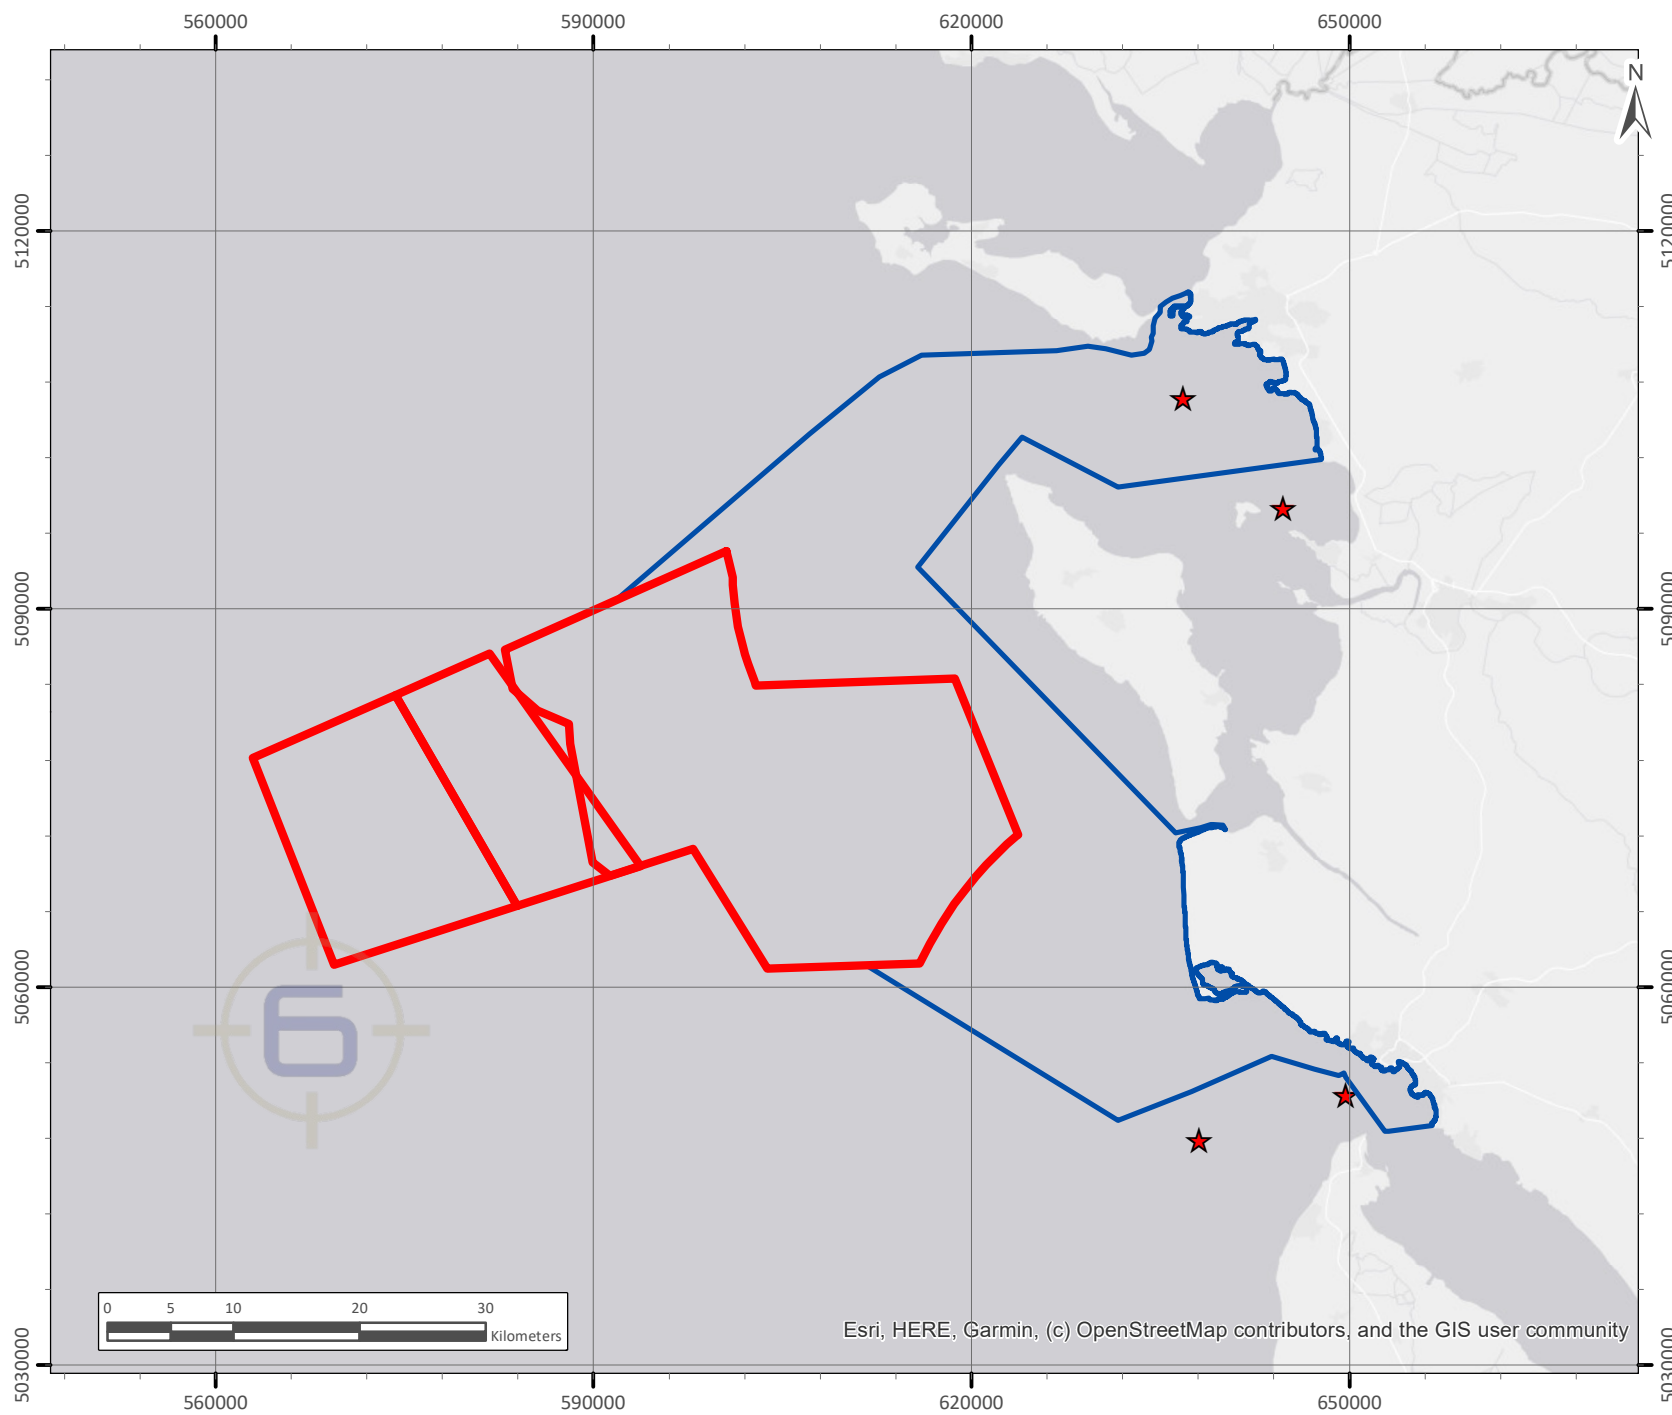 560000 590000 620000 650000
N
5120000 5120000
5090000 5090000
5060000 5060000
6
0 5 10 20 30
Kilometers
Esri, HERE, Garmin, (c) OpenStreetMap contributors, and the GIS user community
5030000 5030000
560000 590000 620000 650000